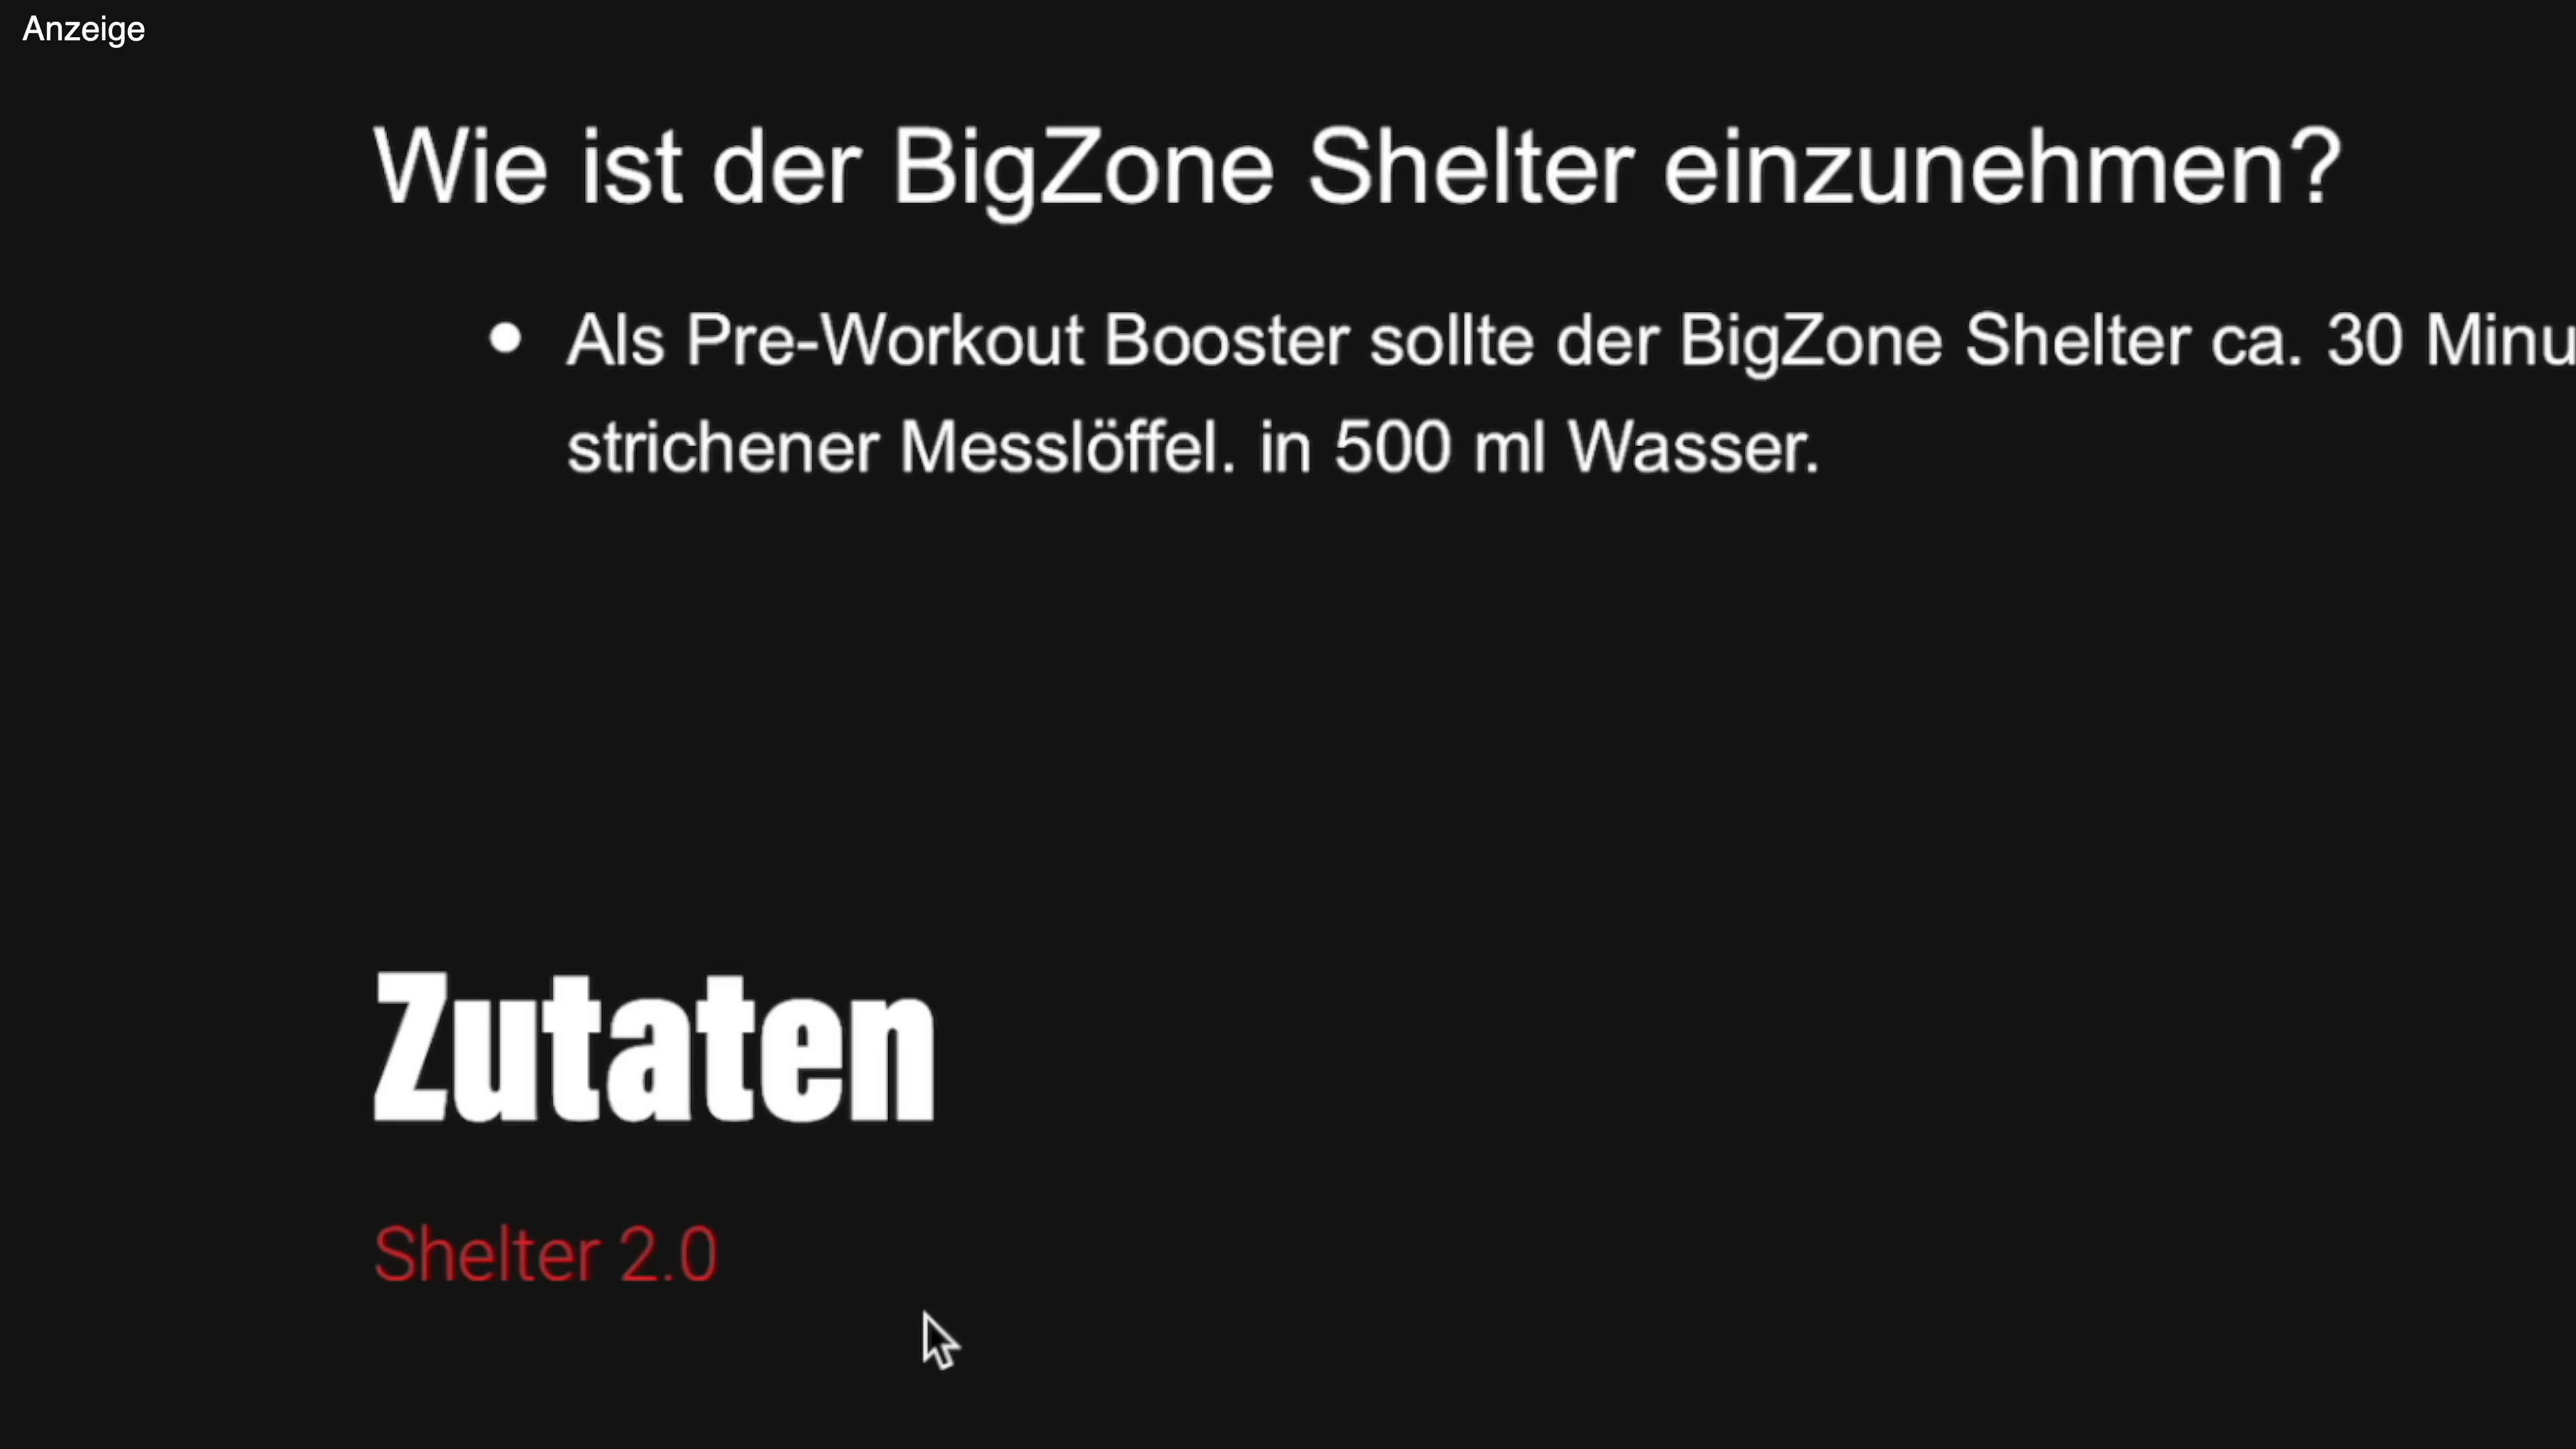 Anzeige
Wie ist der BigZone Shelter einzunehmen?
• Als Pre-Workout Booster sollte der BigZone Shelter ca. 30 Minu
strichener Messlöffel. in 500 ml Wasser.
Zutaten
Shelter 2.0